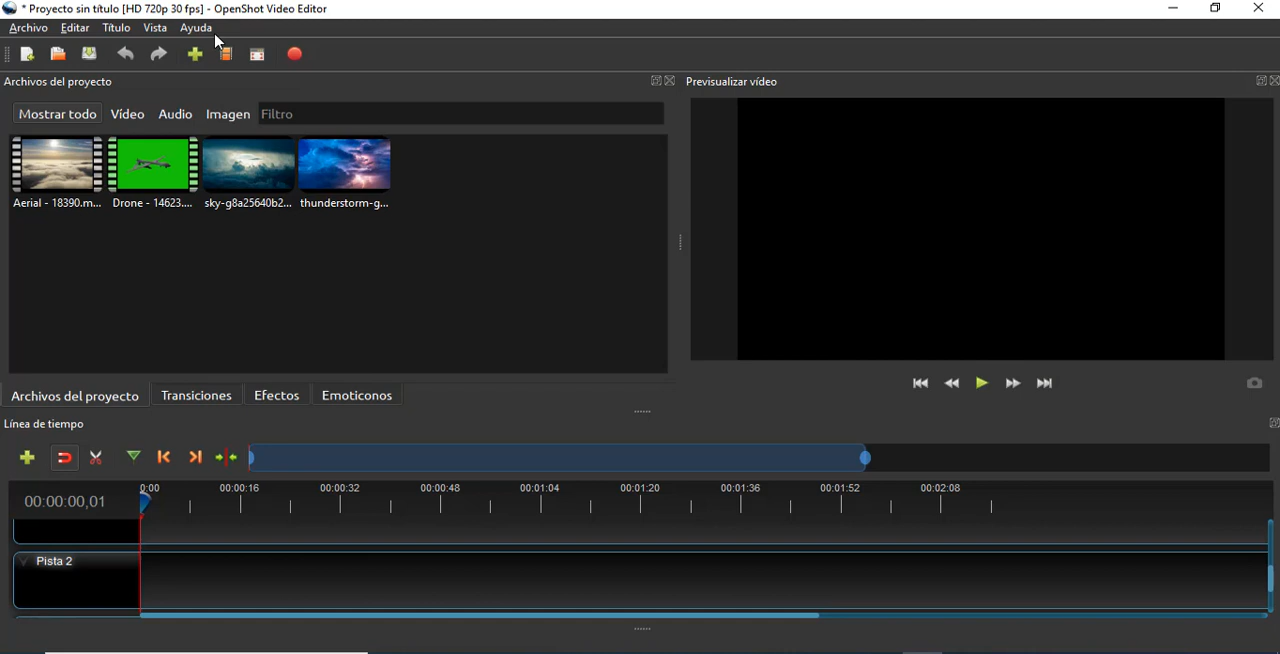 * Proyecto sin título [HD 720p 30 fps] - OpenShot Video Editor
Archivo Editar Título Vista Ayuda
Archivos del proyecto
Previsualizar vídeo
Mostrar todo Vídeo Audio Imagen Filtro
Aerial - 18390.m... Drone - 14623.... sky-g8a25640b2... thunderstorm-g...
Archivos del proyecto Transiciones Efectos Emoticonos
Línea de tiempo
00:00:00,01
0:00 00:00:16 00:00:32 00:00:48 00:01:04 00:01:20 00:01:36 00:01:52 00:02:08
Pista 2